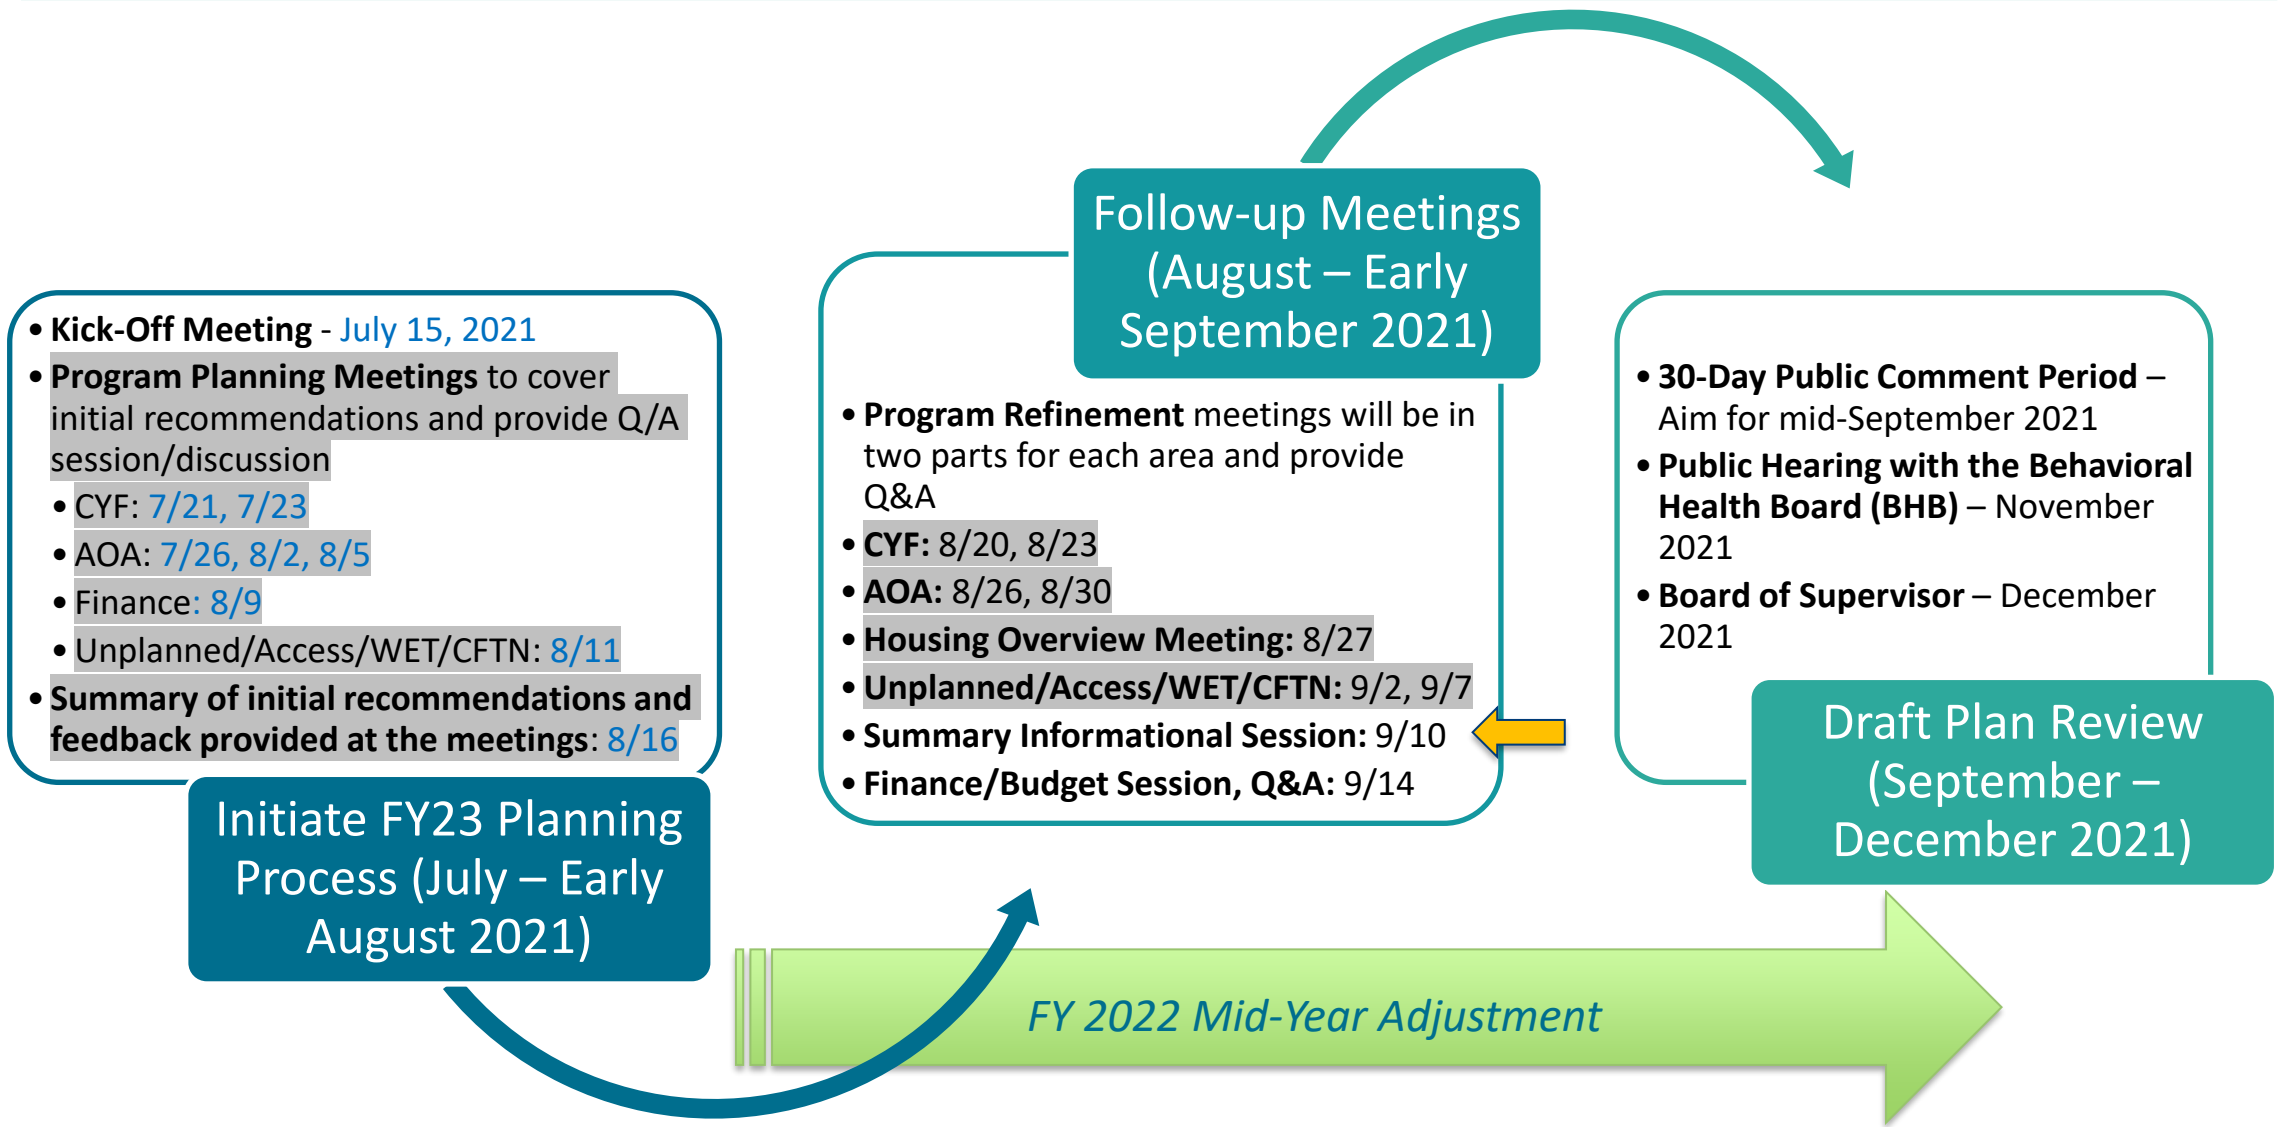 • Kick-Off Meeting - July 15, 2021
• Program Planning Meetings to cover
initial recommendations and provide Q/A
session/discussion
• CYF: 7/21, 7/23
• AOA: 7/26, 8/2, 8/5
• Finance: 8/9
• Unplanned/Access/WET/CFTN: 8/11
• Summary of initial recommendations and
feedback provided at the meetings: 8/16
Initiate FY23 Planning
Process (July – Early
August 2021)
Follow-up Meetings
(August – Early
September 2021)
• Program Refinement meetings will be in
two parts for each area and provide
Q&A
• CYF: 8/20, 8/23
• AOA: 8/26, 8/30
• Housing Overview Meeting: 8/27
• Unplanned/Access/WET/CFTN: 9/2, 9/7
• Summary Informational Session: 9/10
• Finance/Budget Session, Q&A: 9/14
• 30-Day Public Comment Period –
Aim for mid-September 2021
• Public Hearing with the Behavioral
Health Board (BHB) – November
2021
• Board of Supervisor – December
2021
Draft Plan Review
(September –
December 2021)
FY 2022 Mid-Year Adjustment